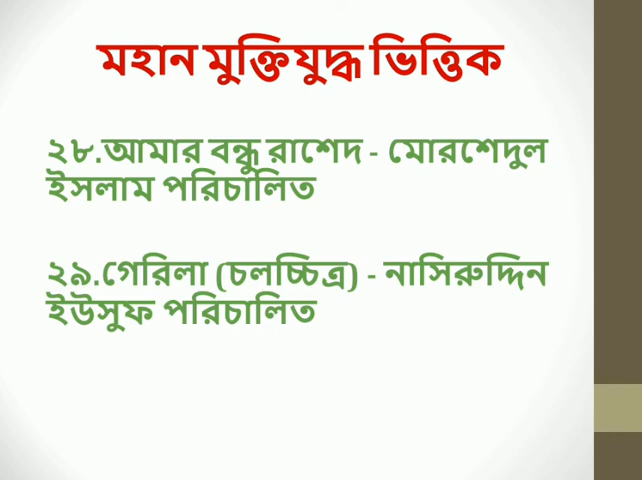 মহান মুক্তিযুদ্ধ ভিত্তিক
২৮.আমার বন্ধু রাশেদ - মোরশেদুল
ইসলাম পরিচালিত
২৯.গেরিলা (চলচ্চিত্র) - নাসিরুদ্দিন
ইউসুফ পরিচালিত